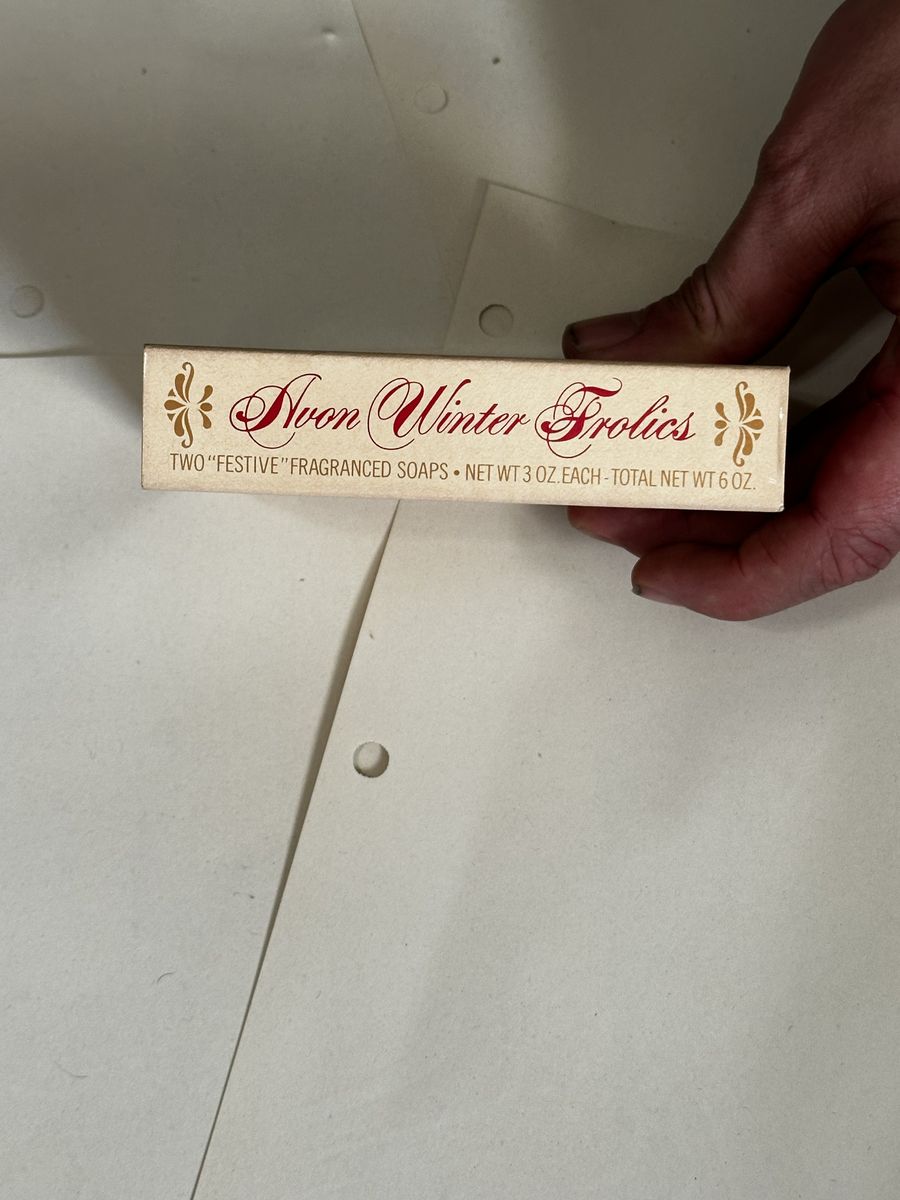 Avon Winter Frolics
TWO "FESTIVE" FRAGRANCED SOAPS • NET WT 3 OZ. EACH - TOTAL NET WT 6 OZ.